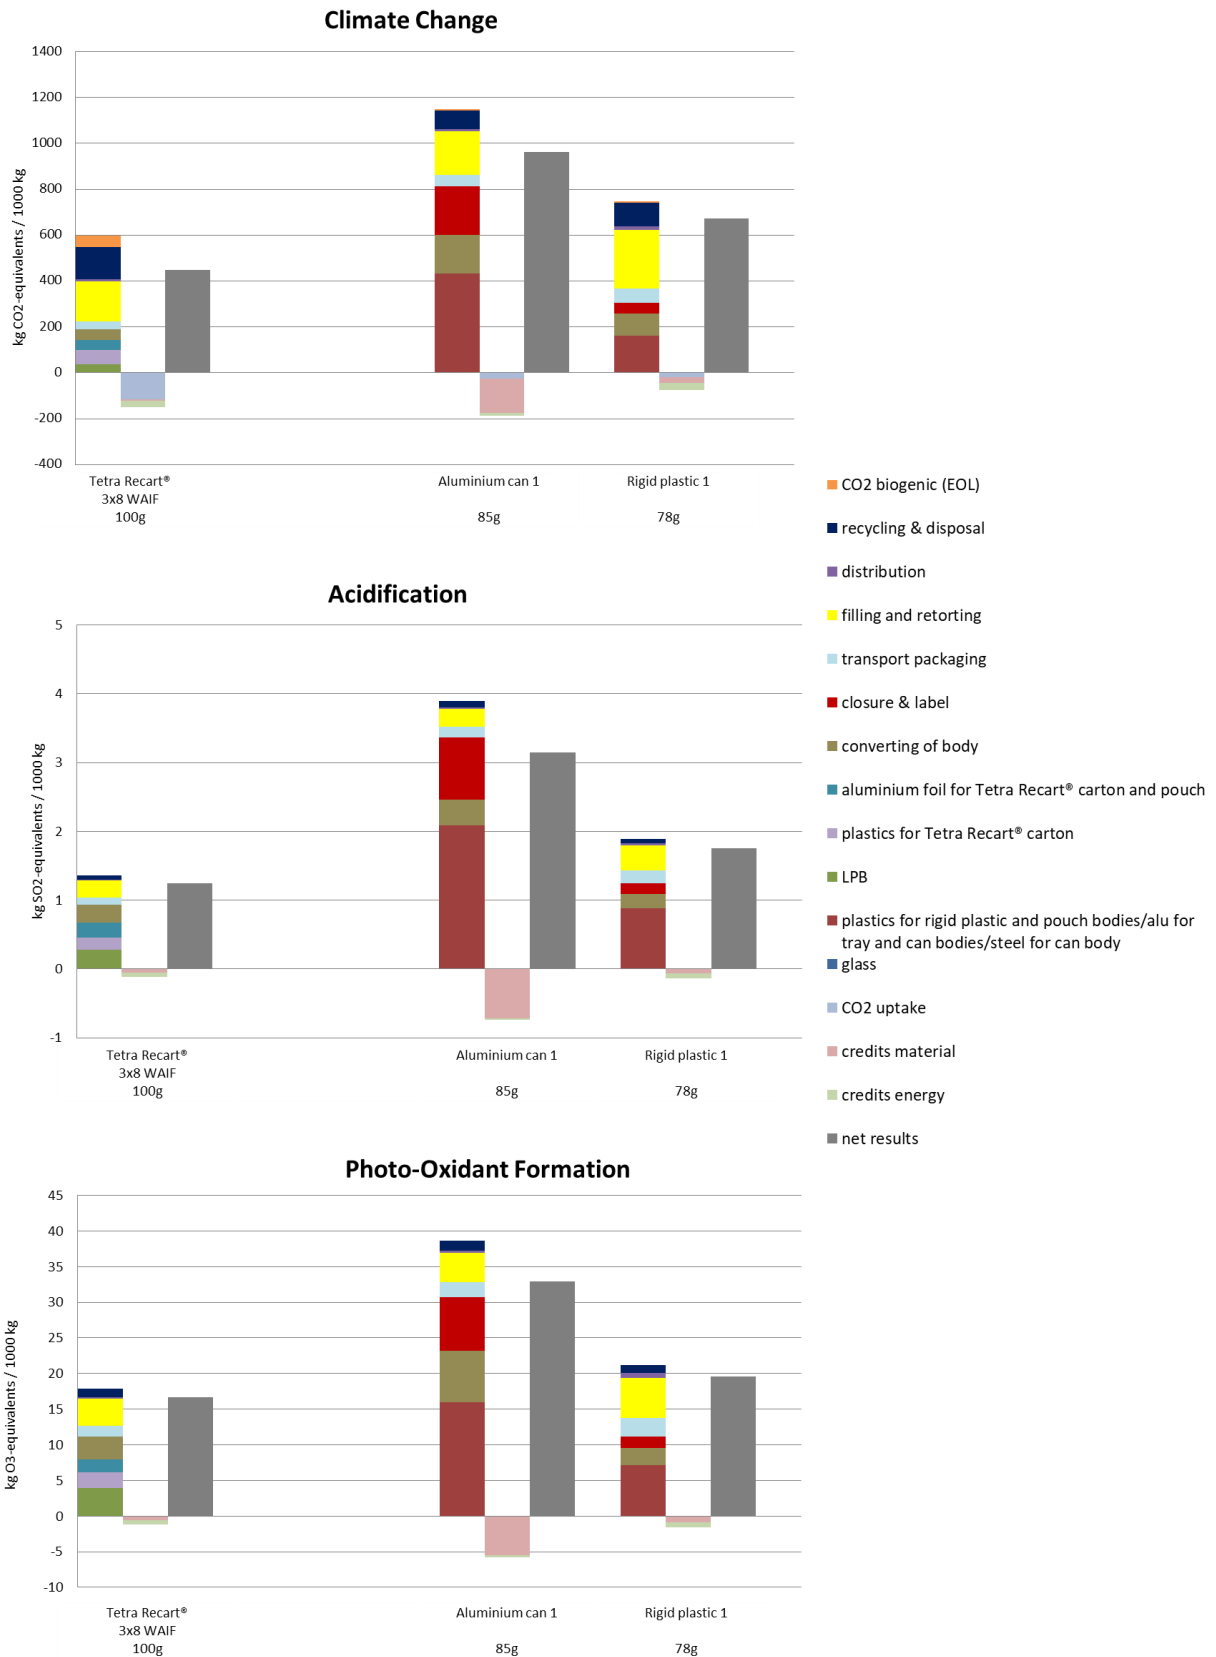 Climate Change
kg CO2-equivalents / 1000 kg
1400
1200
1000
800
600
400
200
0
-200
-400
Tetra Recart®
3x8 WAIF
100g
Aluminium can 1
85g
Rigid plastic 1
78g
Acidification
kg SO2-equivalents / 1000 kg
5
4
3
2
1
0
-1
Tetra Recart®
3x8 WAIF
100g
Aluminium can 1
85g
Rigid plastic 1
78g
Photo-Oxidant Formation
kg O3-equivalents / 1000 kg
45
40
35
30
25
20
15
10
5
0
-5
-10
Tetra Recart®
3x8 WAIF
100g
Aluminium can 1
85g
Rigid plastic 1
78g
CO2 biogenic (EOL)
recycling & disposal
distribution
filling and retorting
transport packaging
closure & label
converting of body
aluminium foil for Tetra Recart® carton and pouch
plastics for Tetra Recart® carton
LPB
plastics for rigid plastic and pouch bodies/alu for
tray and can bodies/steel for can body
glass
CO2 uptake
credits material
credits energy
net results